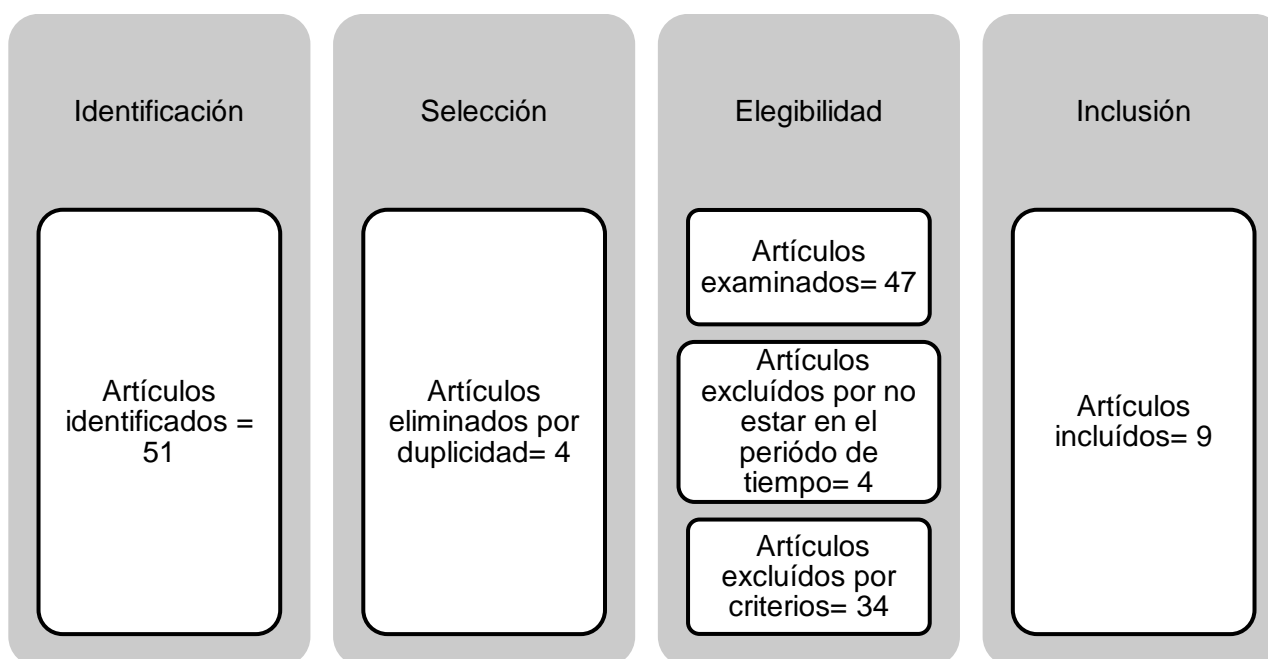 Identificación
Artículos
identificados =
51
Selección
Artículos
eliminados por
duplicidad= 4
Elegibilidad
Artículos
examinados= 47
Artículos
excluídos por no
estar en el
periódo de
tiempo= 4
Artículos
excluídos por
criterios= 34
Inclusión
Artículos
incluídos= 9